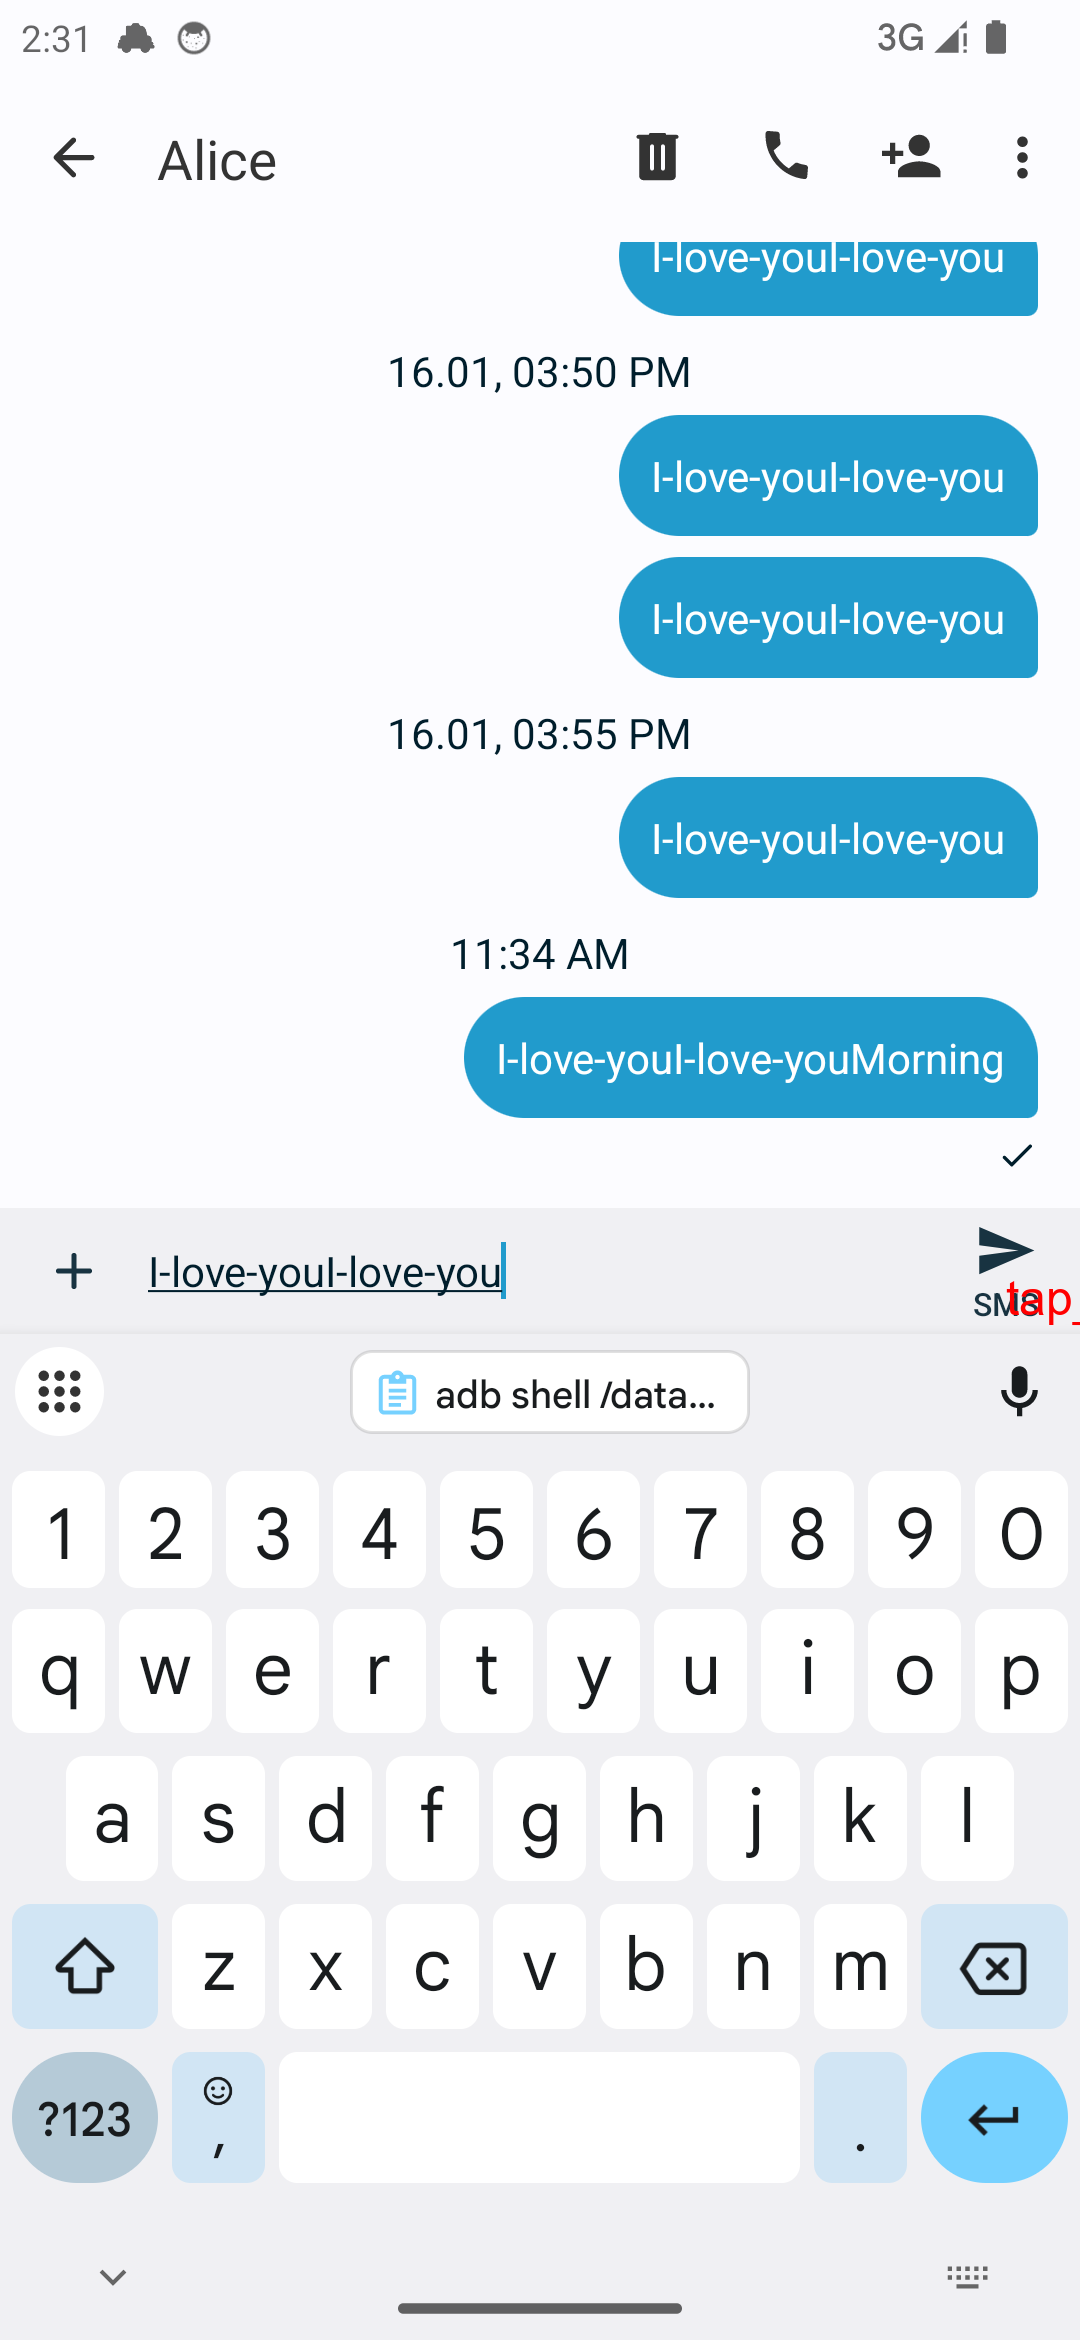 2:31
3G
Alice
I-love-youI-love-you
16.01, 03:50 PM
I-love-youI-love-you
I-love-youI-love-you
16.01, 03:55 PM
I-love-youI-love-you
11:34 AM
I-love-youI-love-youMorning
I-love-youI-love-you
SMS
tap_
adb shell /data...
1 2 3 4 5 6 7 8 9 0
q w e r t y u i o p
a s d f g h j k l
z x c v b n m
?123 , .